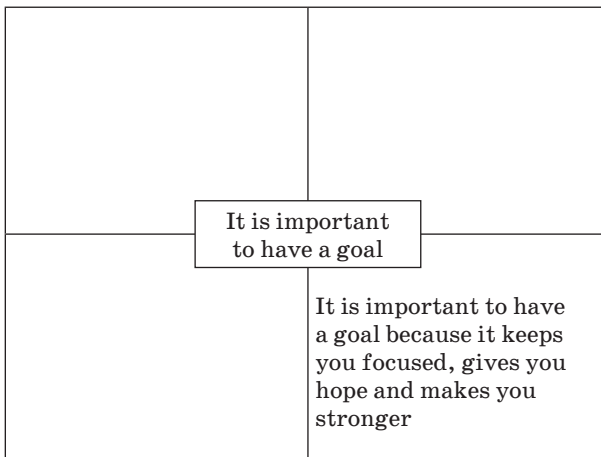 It is important
to have a goal
It is important to have
a goal because it keeps
you focused, gives you
hope and makes you
stronger